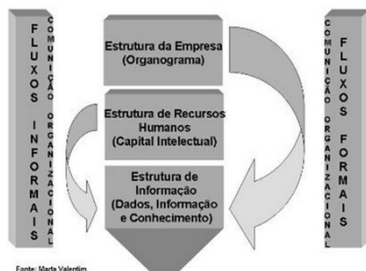 FLUXOS INFORMAIS
COMUNICAÇÃO ORGANIZACIONAL
Estrutura da Empresa
(Organograma)
Estrutura de Recursos
Humanos
(Capital Intelectual)
Estrutura de
Informação
(Dados, Informação
e Conhecimento)
COMUNICAÇÃO ORGANIZACIONAL
FLUXOS FORMAIS
Fonte: Marta Valentim